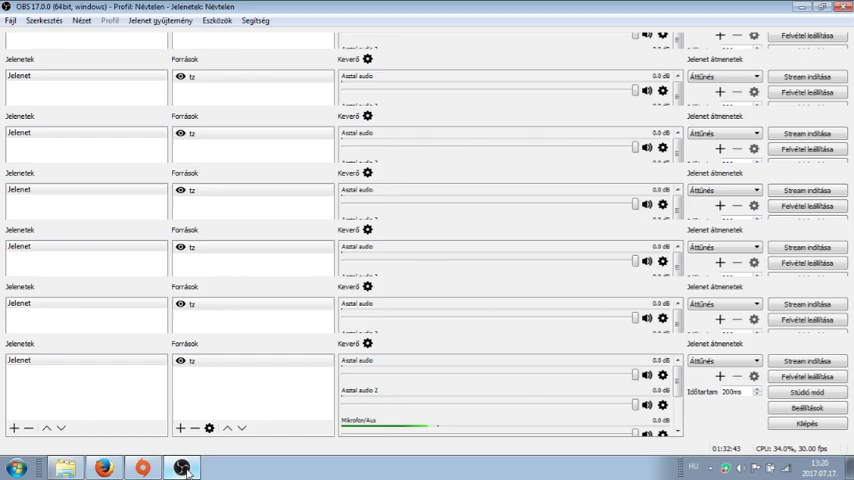 OBS 17.0.0 (64bit, windows) - Profil: Névtelen - Jelenetek: Névtelen
Fájl Szerkesztés Nézet Profil Jelenet gyűjtemény Eszközök Segítség
Felvétel leállítása
Jelenetek Források Keverő Jelenet átmenetek
Jelenet tz Asztal audio 0.0 dB Áttűnés Stream indítása
Felvétel leállítása
Jelenetek Források Keverő Jelenet átmenetek
Jelenet tz Asztal audio 0.0 dB Áttűnés Stream indítása
Felvétel leállítása
Jelenetek Források Keverő Jelenet átmenetek
Jelenet tz Asztal audio 0.0 dB Áttűnés Stream indítása
Felvétel leállítása
Jelenetek Források Keverő Jelenet átmenetek
Jelenet tz Asztal audio 0.0 dB Áttűnés Stream indítása
Felvétel leállítása
Jelenetek Források Keverő Jelenet átmenetek
Jelenet tz Asztal audio 0.0 dB Áttűnés Stream indítása
Felvétel leállítása
Jelenetek Források Keverő Jelenet átmenetek
Jelenet tz Asztal audio 0.0 dB Áttűnés Stream indítása
Felvétel leállítása
Asztal audio 2 0.0 dB Időtartam 200ms Stúdió mód
Beállítások
Mikrofon/Aux 0.0 dB Kilépés
01:32:43 CPU: 34.0%, 30.00 fps
HU 13:20
2017.07.17.